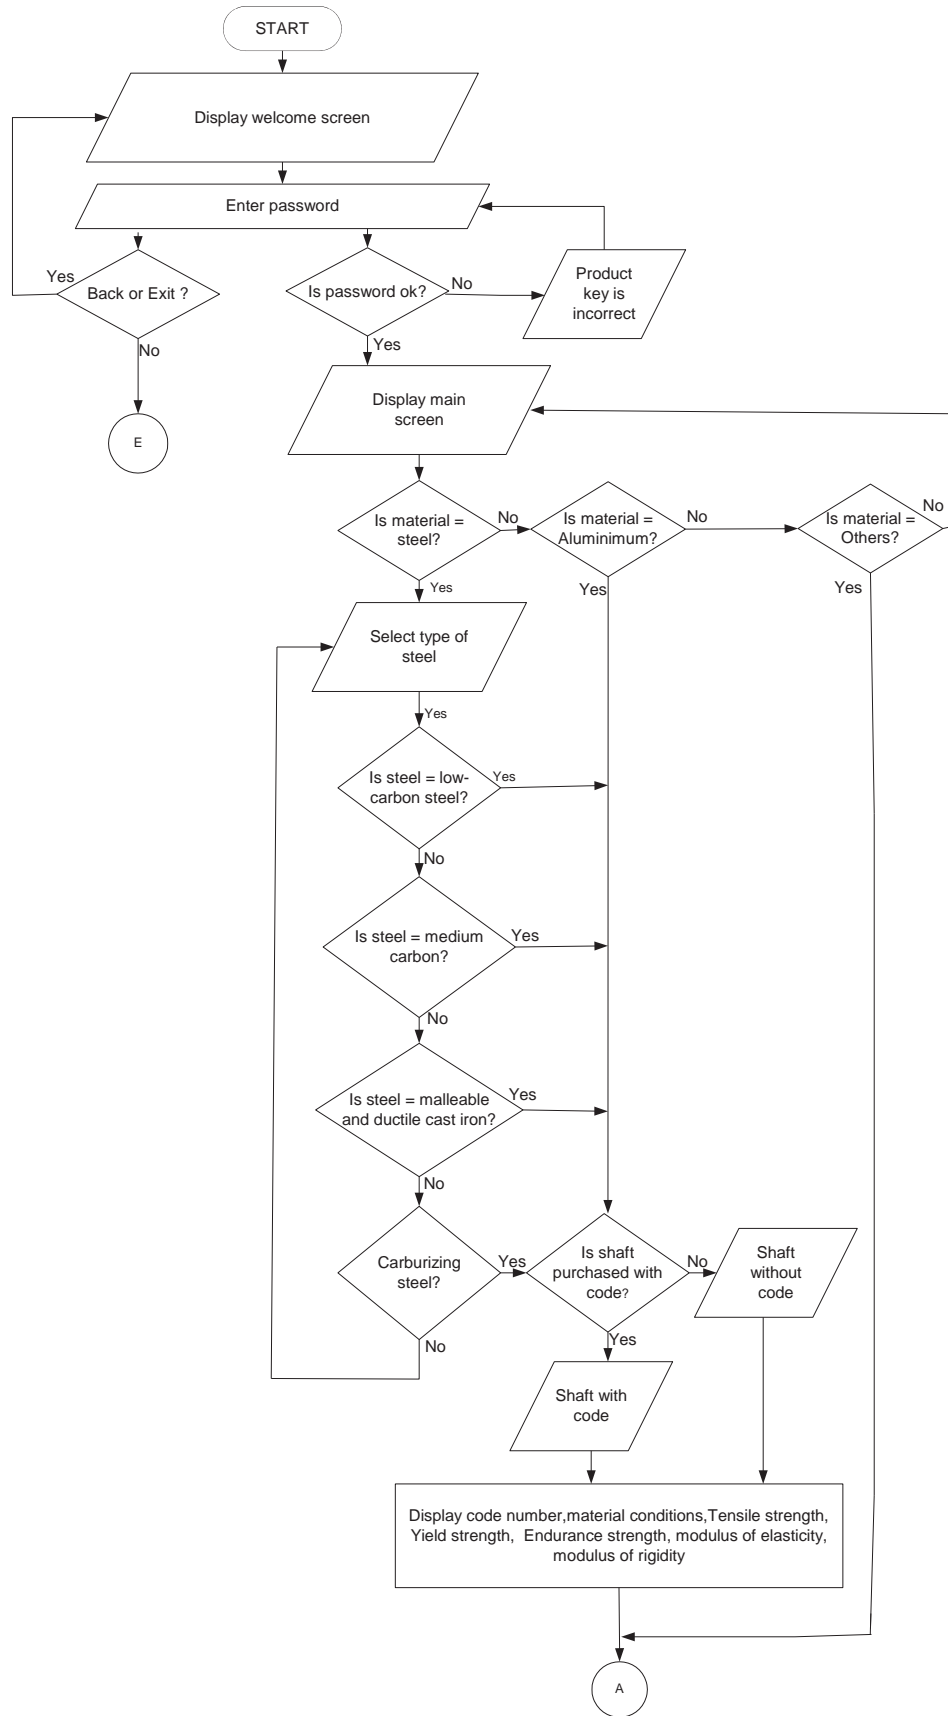 START
Display welcome screen
Enter password
Yes
Back or Exit ?
No
E
Is password ok?
No
Product
key is
incorrect
Yes
Display main
screen
Is material =
steel?
No
Is material =
Aluminimum?
No
Is material =
Others?
No
Yes
Yes
Yes
Select type of
steel
Yes
Is steel = low-
carbon steel?
Yes
No
Is steel = medium
carbon?
Yes
No
Is steel = malleable
and ductile cast iron?
Yes
No
Carburizing
steel?
Yes
No
Is shaft
purchased with
code?
No
Shaft
without
code
Yes
Shaft with
code
Display code number,material conditions,Tensile strength,
Yield strength, Endurance strength, modulus of elasticity,
modulus of rigidity
A